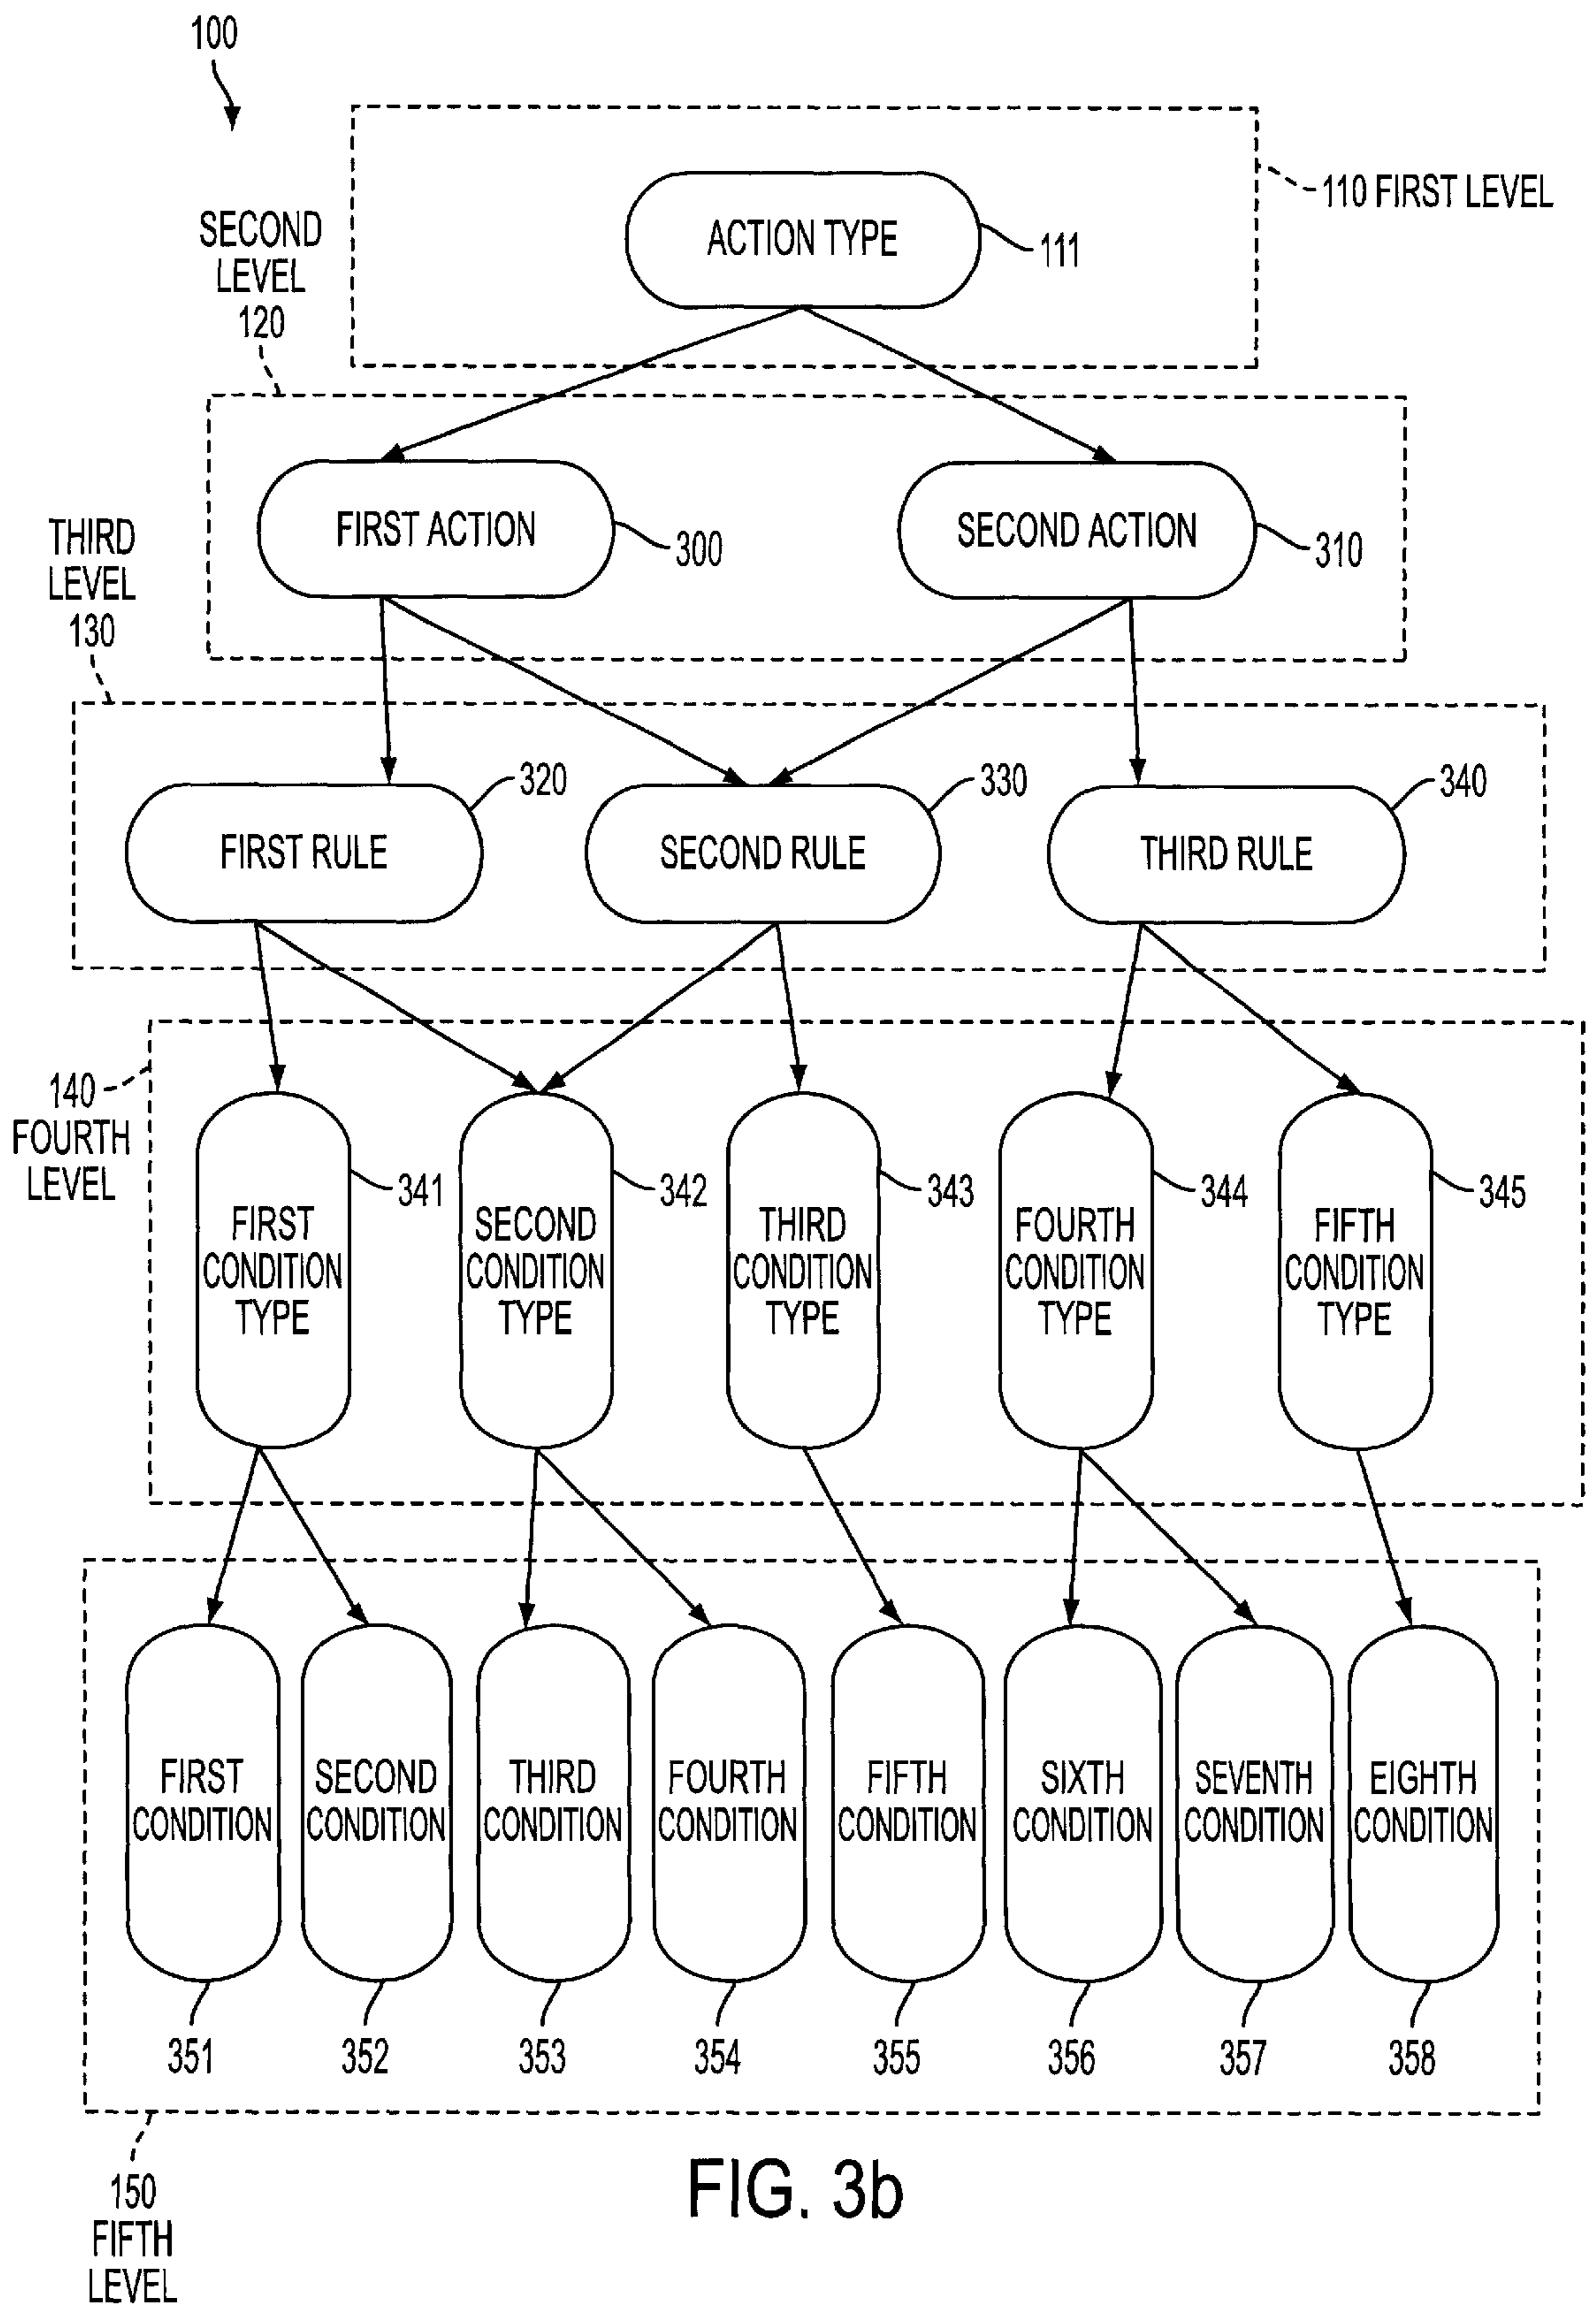 100
110 FIRST LEVEL
ACTION TYPE
111
SECOND
LEVEL
120
FIRST ACTION
300
SECOND ACTION
310
THIRD
LEVEL
130
320
330
340
FIRST RULE
SECOND RULE
THIRD RULE
140
FOURTH
LEVEL
341
342
343
344
345
FIRST
CONDITION
TYPE
SECOND
CONDITION
TYPE
THIRD
CONDITION
TYPE
FOURTH
CONDITION
TYPE
FIFTH
CONDITION
TYPE
FIRST
CONDITION
SECOND
CONDITION
THIRD
CONDITION
FOURTH
CONDITION
FIFTH
CONDITION
SIXTH
CONDITION
SEVENTH
CONDITION
EIGHTH
CONDITION
351
352
353
354
355
356
357
358
150
FIFTH
LEVEL
FIG. 3b